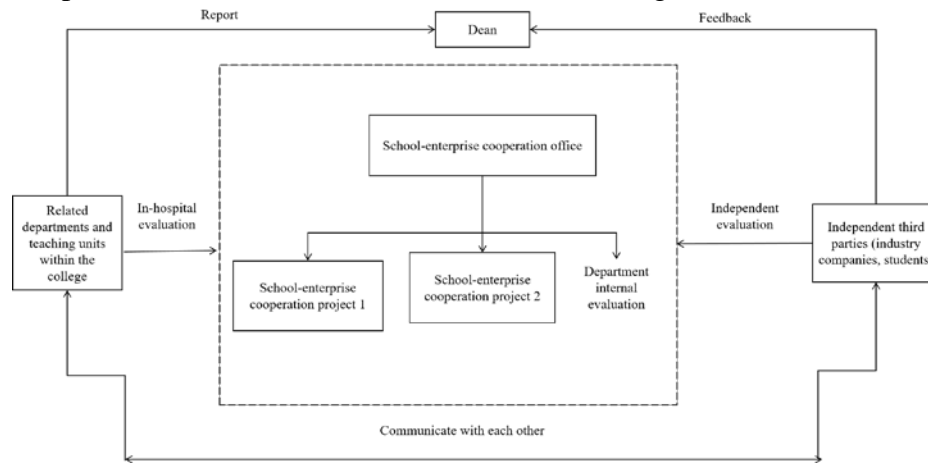 Report
Dean
Feedback
School-enterprise cooperation office
Related
departments and
teaching units
within the
college
In-hospital
evaluation
Independent
evaluation
Independent third
parties (industry
companies, students
School-enterprise
cooperation project 1
School-enterprise
cooperation project 2
Department
internal
evaluation
Communicate with each other